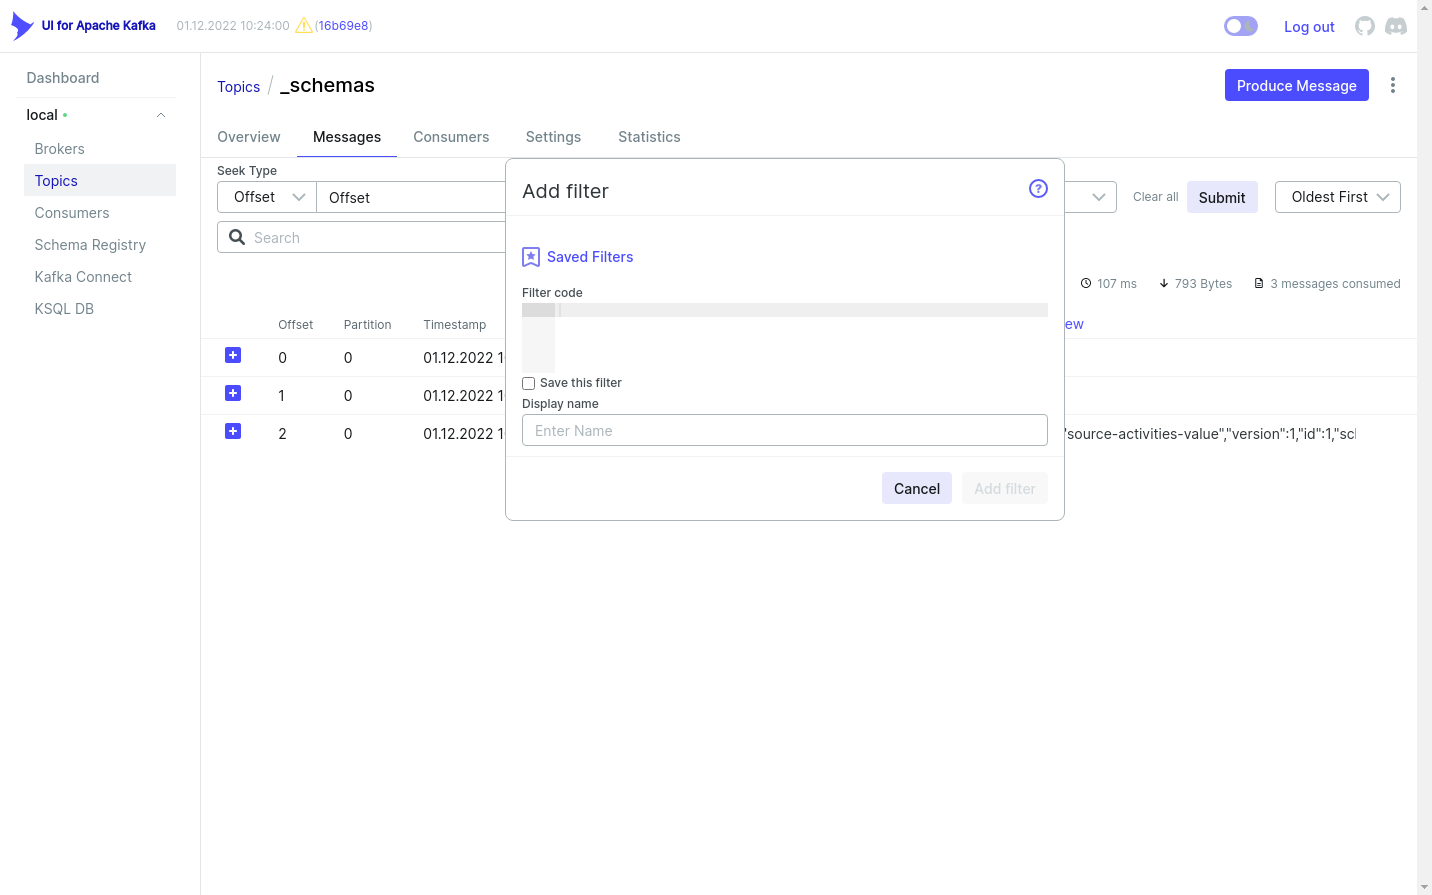 UI for Apache Kafka 01.12.2022 10:24:00 (16b69e8) Log out
Dashboard
local
Brokers
Topics
Consumers
Schema Registry
Kafka Connect
KSQL DB
Topics / _schemas Produce Message
Overview Messages Consumers Settings Statistics
Seek Type
Offset Offset Clear all Submit Oldest First
Search
107 ms 793 Bytes 3 messages consumed
Offset Partition Timestamp
0 0 01.12.2022
1 0 01.12.2022
2 0 01.12.2022 "source-activities-value","version":1,"id":1,"sc
Add filter
?
Saved Filters
Filter code
Save this filter
Display name
Enter Name
Cancel Add filter